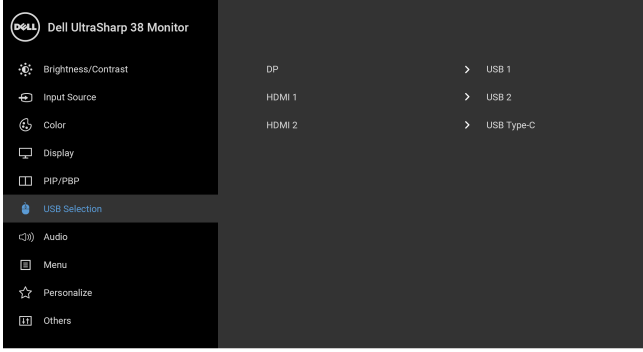 DELL Dell UltraSharp 38 Monitor
Brightness/Contrast DP > USB 1
Input Source HDMI 1 > USB 2
Color HDMI 2 > USB Type-C
Display
PIP/PBP
USB Selection
Audio
Menu
Personalize
Others